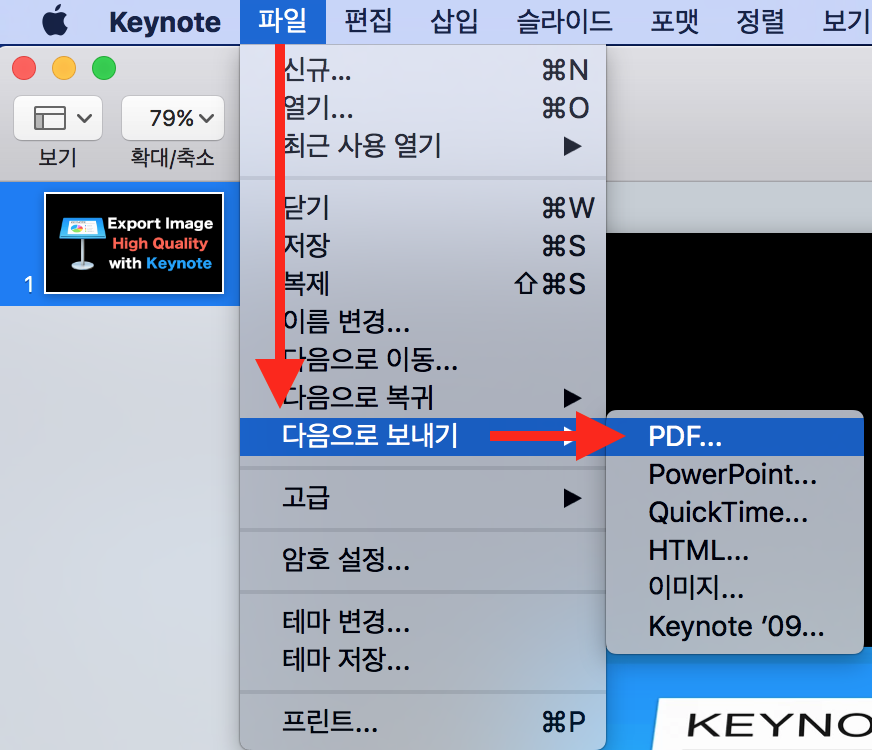 Keynote 파일 편집 삽입 슬라이드 포맷 정렬 보기
79%
보기 확대/축소
1
Export Image
High Quality
with Keynote
신규... ⌘N
열기... ⌘O
최근 사용 열기 ▶
닫기 ⌘W
저장 ⌘S
복제 ⇧⌘S
이름 변경...
다음으로 이동...
다음으로 복귀 ▶
다음으로 보내기
고급 ▶
암호 설정...
테마 변경...
테마 저장...
프린트... ⌘P
PDF...
PowerPoint...
QuickTime...
HTML...
이미지...
Keynote ’09...
KEYNO